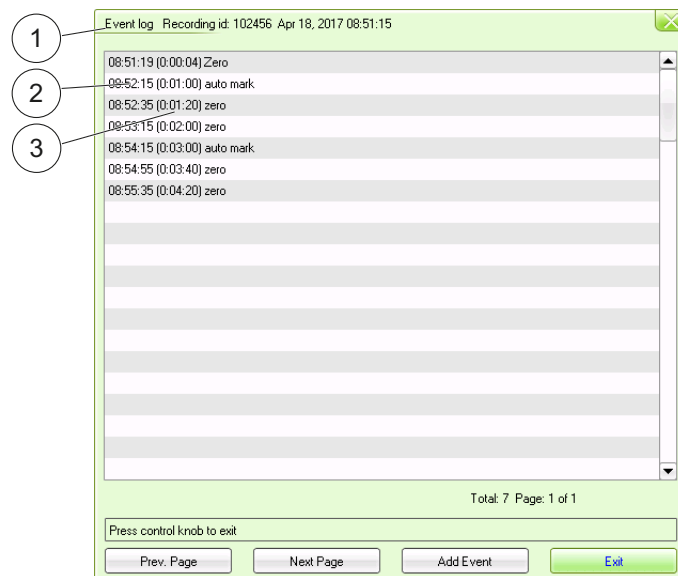 1
Event log Recording id: 102456 Apr 18, 2017 08:51:15
2
3
08:51:19 (0:00:04) Zero
08:52:15 (0:01:00) auto mark
08:52:35 (0:01:20) zero
08:53:15 (0:02:00) zero
08:54:15 (0:03:00) auto mark
08:54:55 (0:03:40) zero
08:55:35 (0:04:20) zero
Total: 7 Page: 1 of 1
Press control knob to exit
Prev. Page Next Page Add Event Exit